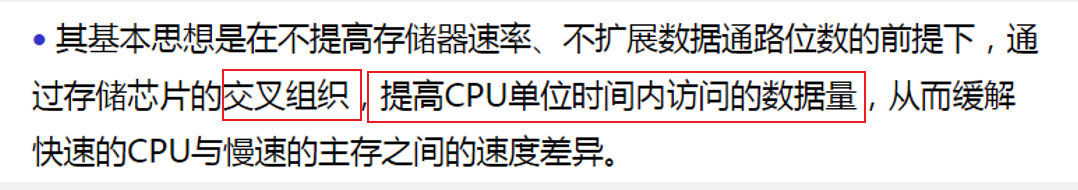 • 其基本思想是在不提高存储器速率、不扩展数据通路位数的前提下，通
过存储芯片的交叉组织，提高CPU单位时间内访问的数据量，从而缓解
快速的CPU与慢速的主存之间的速度差异。